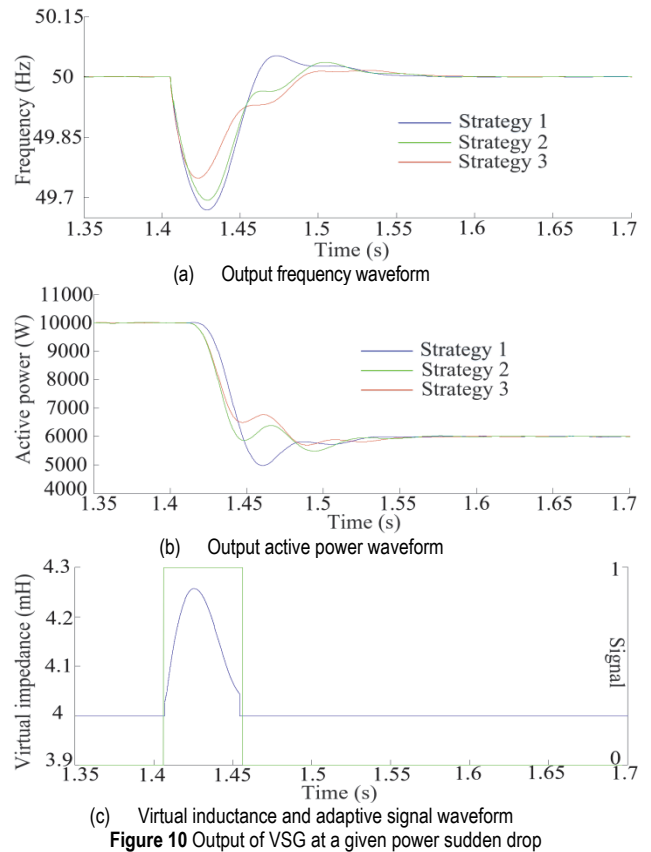 50.15
50
49.85
49.7
Frequency (Hz)
Strategy 1
Strategy 2
Strategy 3
1.35 1.4 1.45 1.5 1.55 1.6 1.65 1.7
Time (s)
(a) Output frequency waveform
11000
10000
9000
8000
7000
6000
5000
4000
Active power (W)
Strategy 1
Strategy 2
Strategy 3
1.35 1.4 1.45 1.5 1.55 1.6 1.65 1.7
Time (s)
(b) Output active power waveform
4.3
4.2
4.1
4
3.9
Virtual impedance (mH)
1
0
Signal
1.35 1.4 1.45 1.5 1.55 1.6 1.65 1.7
Time (s)
(c) Virtual inductance and adaptive signal waveform
Figure 10 Output of VSG at a given power sudden drop